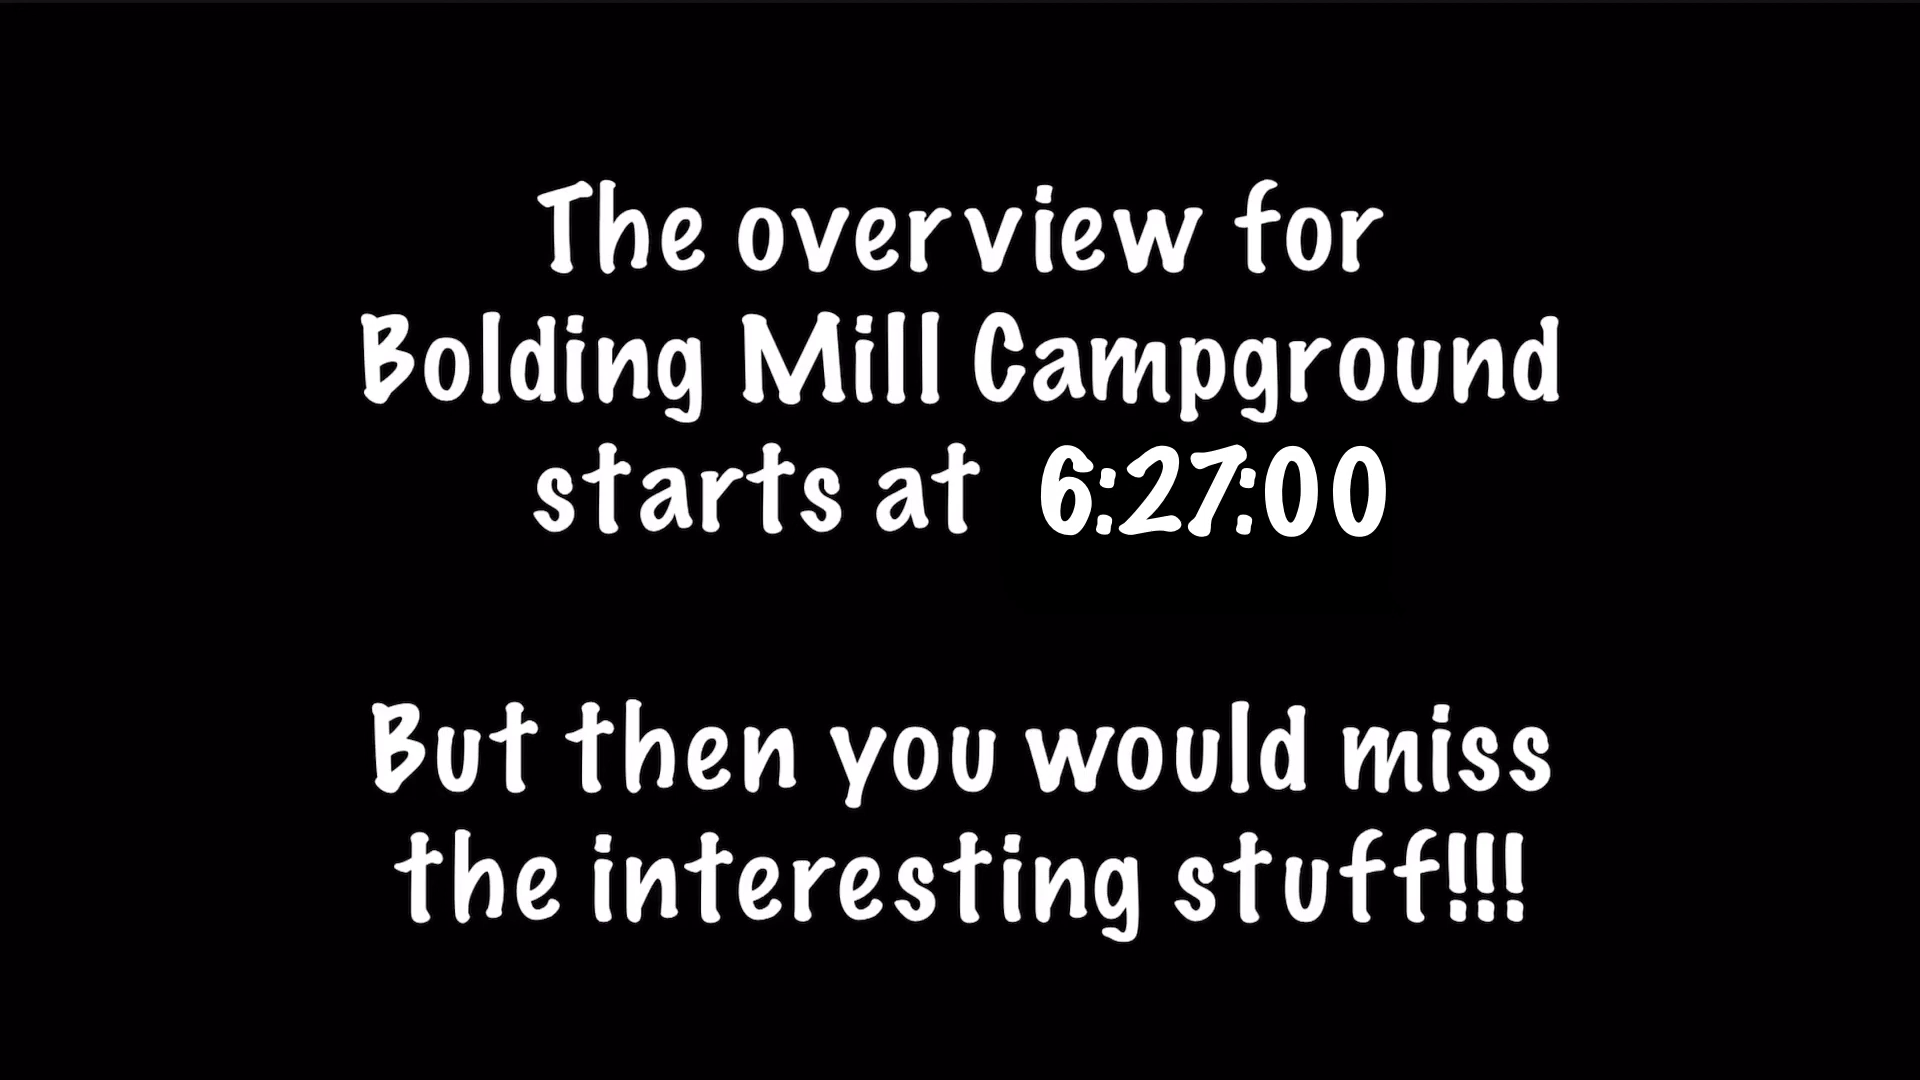 The overview for
Bolding Mill Campground
starts at 6:27:00
But then you would miss
the interesting stuff!!!